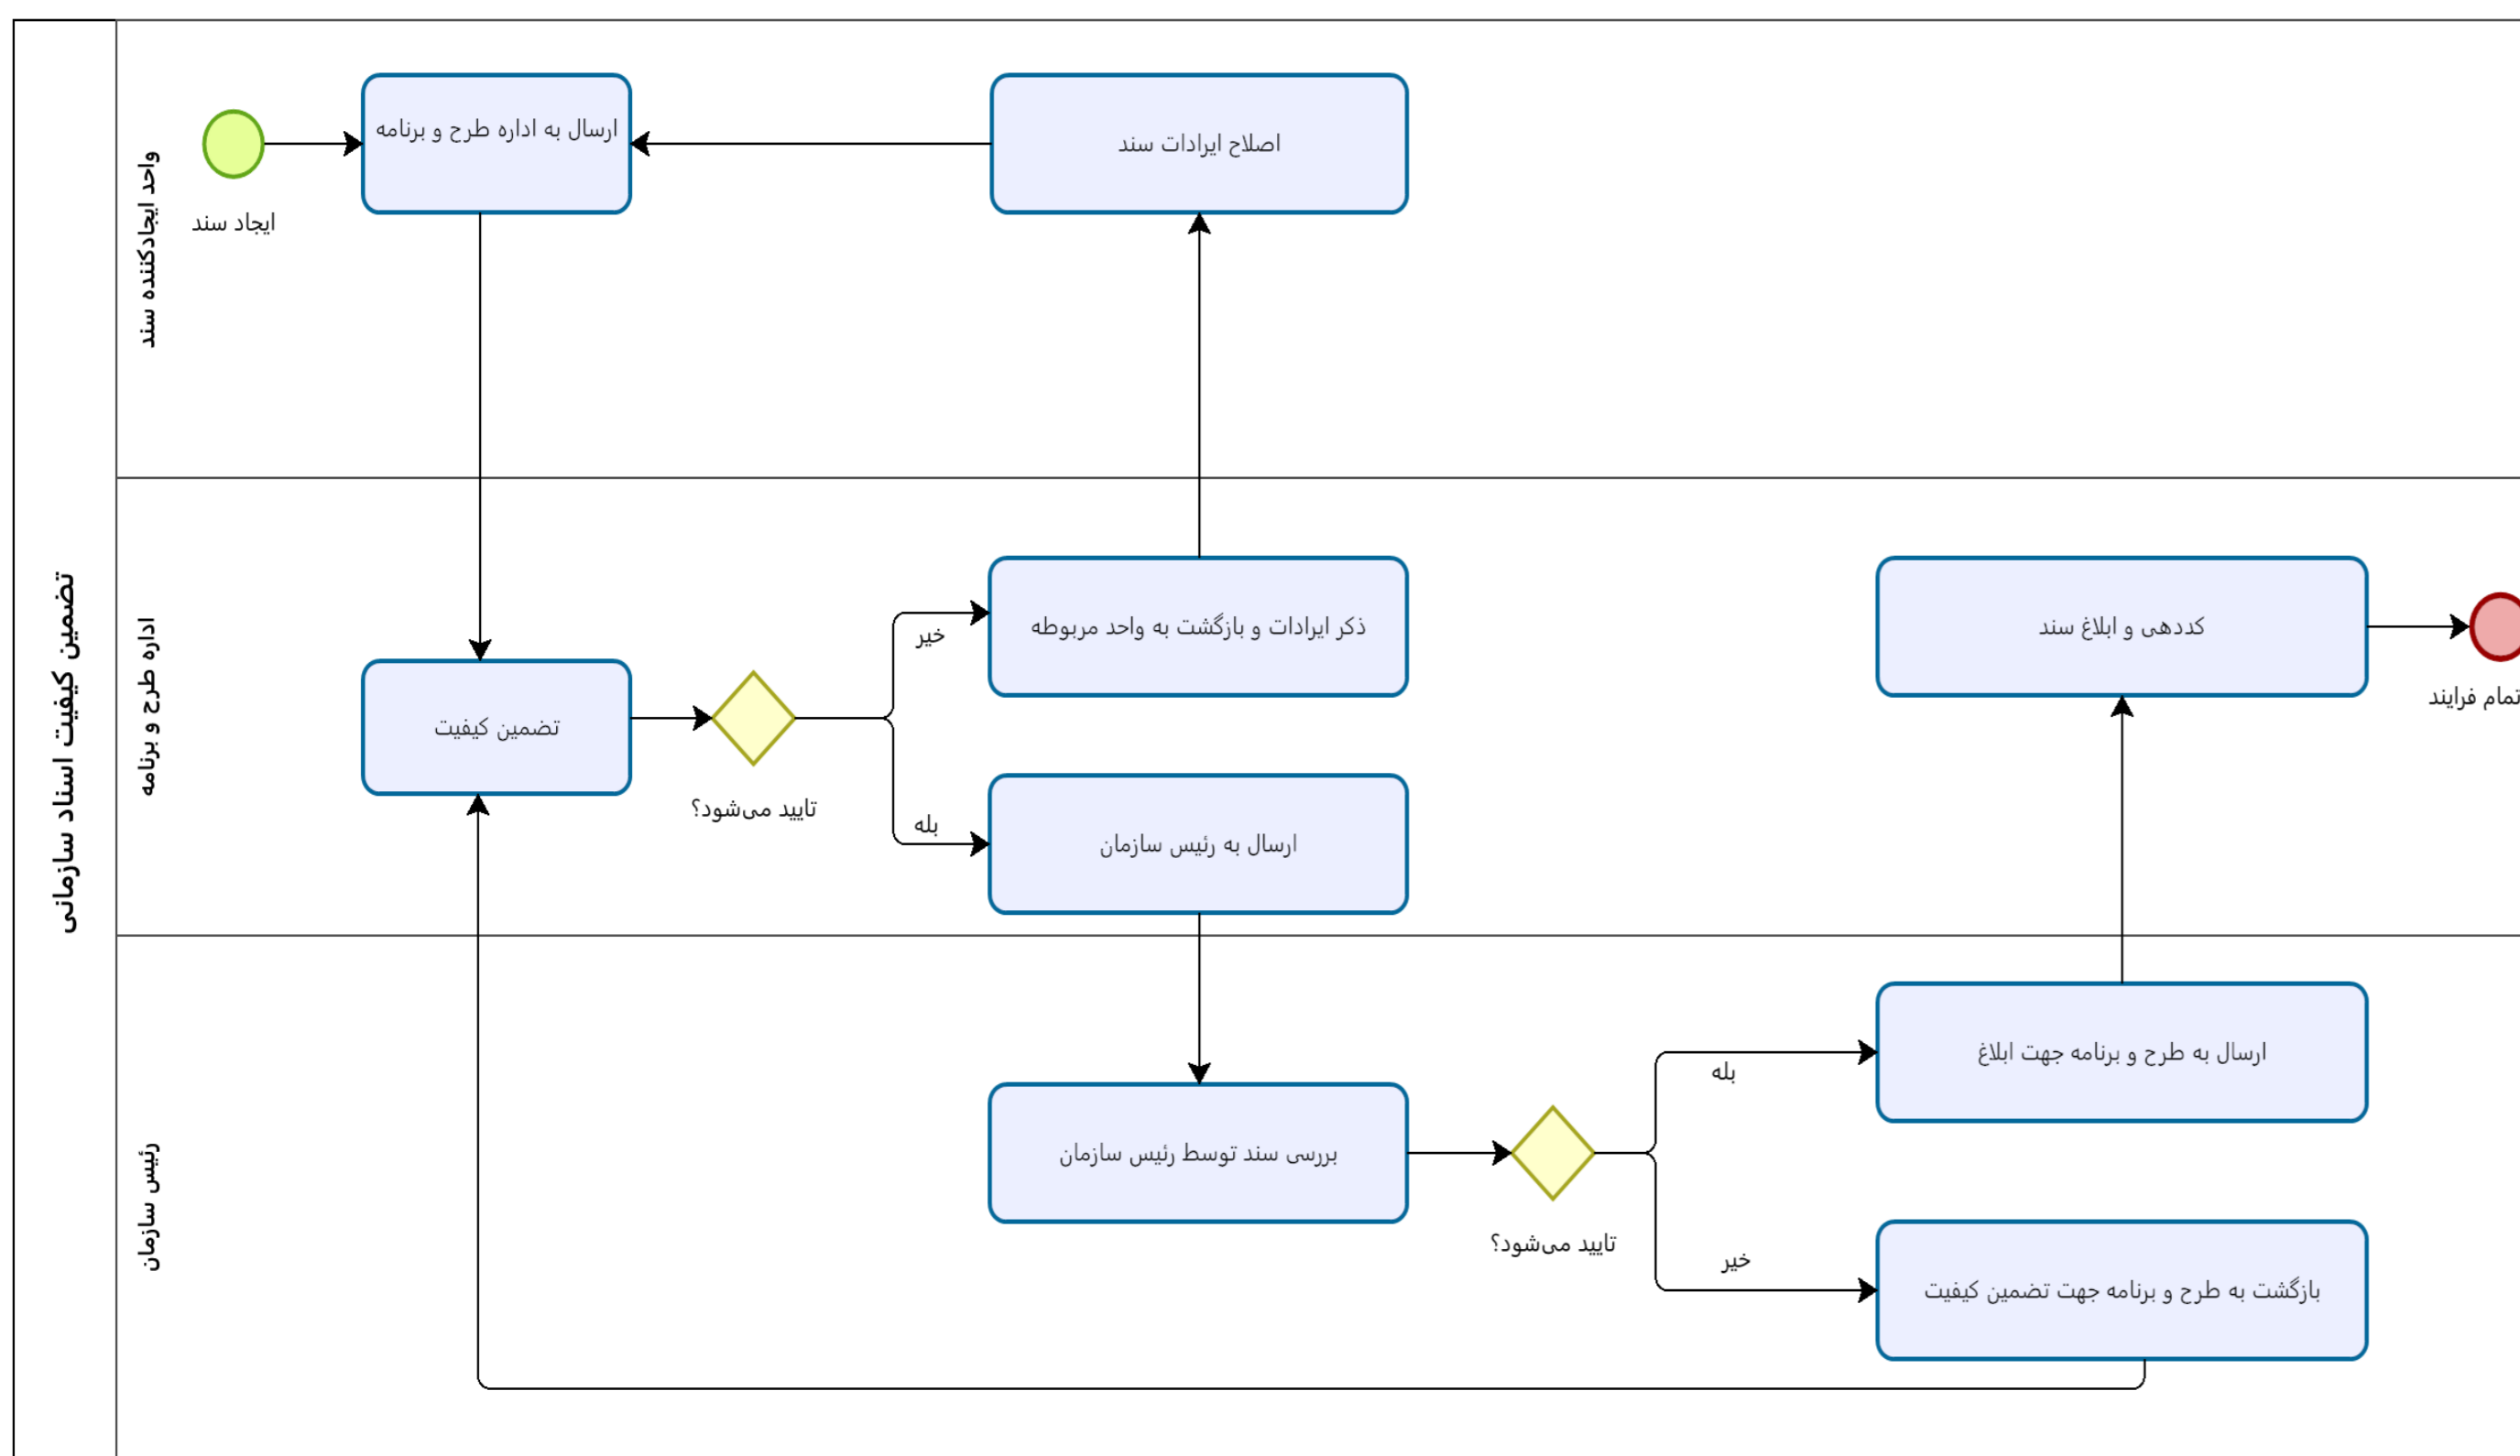 تضمین کیفیت اسناد سازمانی
واحد ایجادکننده سند
ایجاد سند
ارسال به اداره طرح و برنامه
اصلاح ایرادات سند
اداره طرح و برنامه
تضمین کیفیت
تایید می‌شود؟
خیر
ذکر ایرادات و بازگشت به واحد مربوطه
بله
ارسال به رئیس سازمان
کددهی و ابلاغ سند
تمام فرایند
رئیس سازمان
بررسی سند توسط رئیس سازمان
تایید می‌شود؟
بله
ارسال به طرح و برنامه جهت ابلاغ
خیر
بازگشت به طرح و برنامه جهت تضمین کیفیت